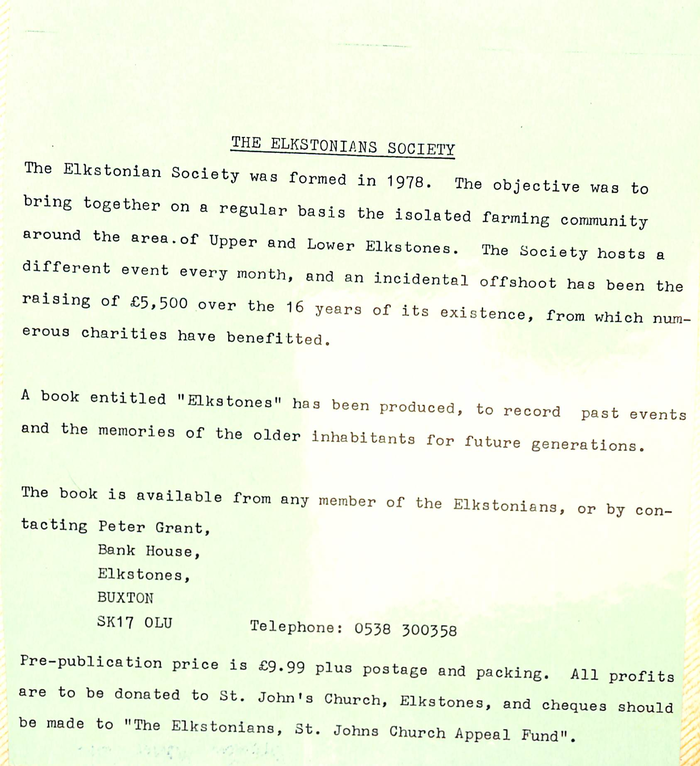 THE ELKSTONIANS SOCIETY
The Elkstonian Society was formed in 1978. The objective was to
bring together on a regular basis the isolated farming community
around the area.of Upper and Lower Elkstones. The Society hosts a
different event every month, and an incidental offshoot has been the
raising of £5,500 over the 16 years of its existence, from which num-
erous charities have benefitted.
A book entitled "Elkstones" has been produced, to record past events
and the memories of the older inhabitants for future generations.
The book is available from any member of the Elkstonians, or by con-
tacting Peter Grant,
Bank House,
Elkstones,
BUXTON
SK17 0LU Telephone: 0538 300358
Pre-publication price is £9.99 plus postage and packing. All profits
are to be donated to St. John's Church, Elkstones, and cheques should
be made to "The Elkstonians, St. Johns Church Appeal Fund".